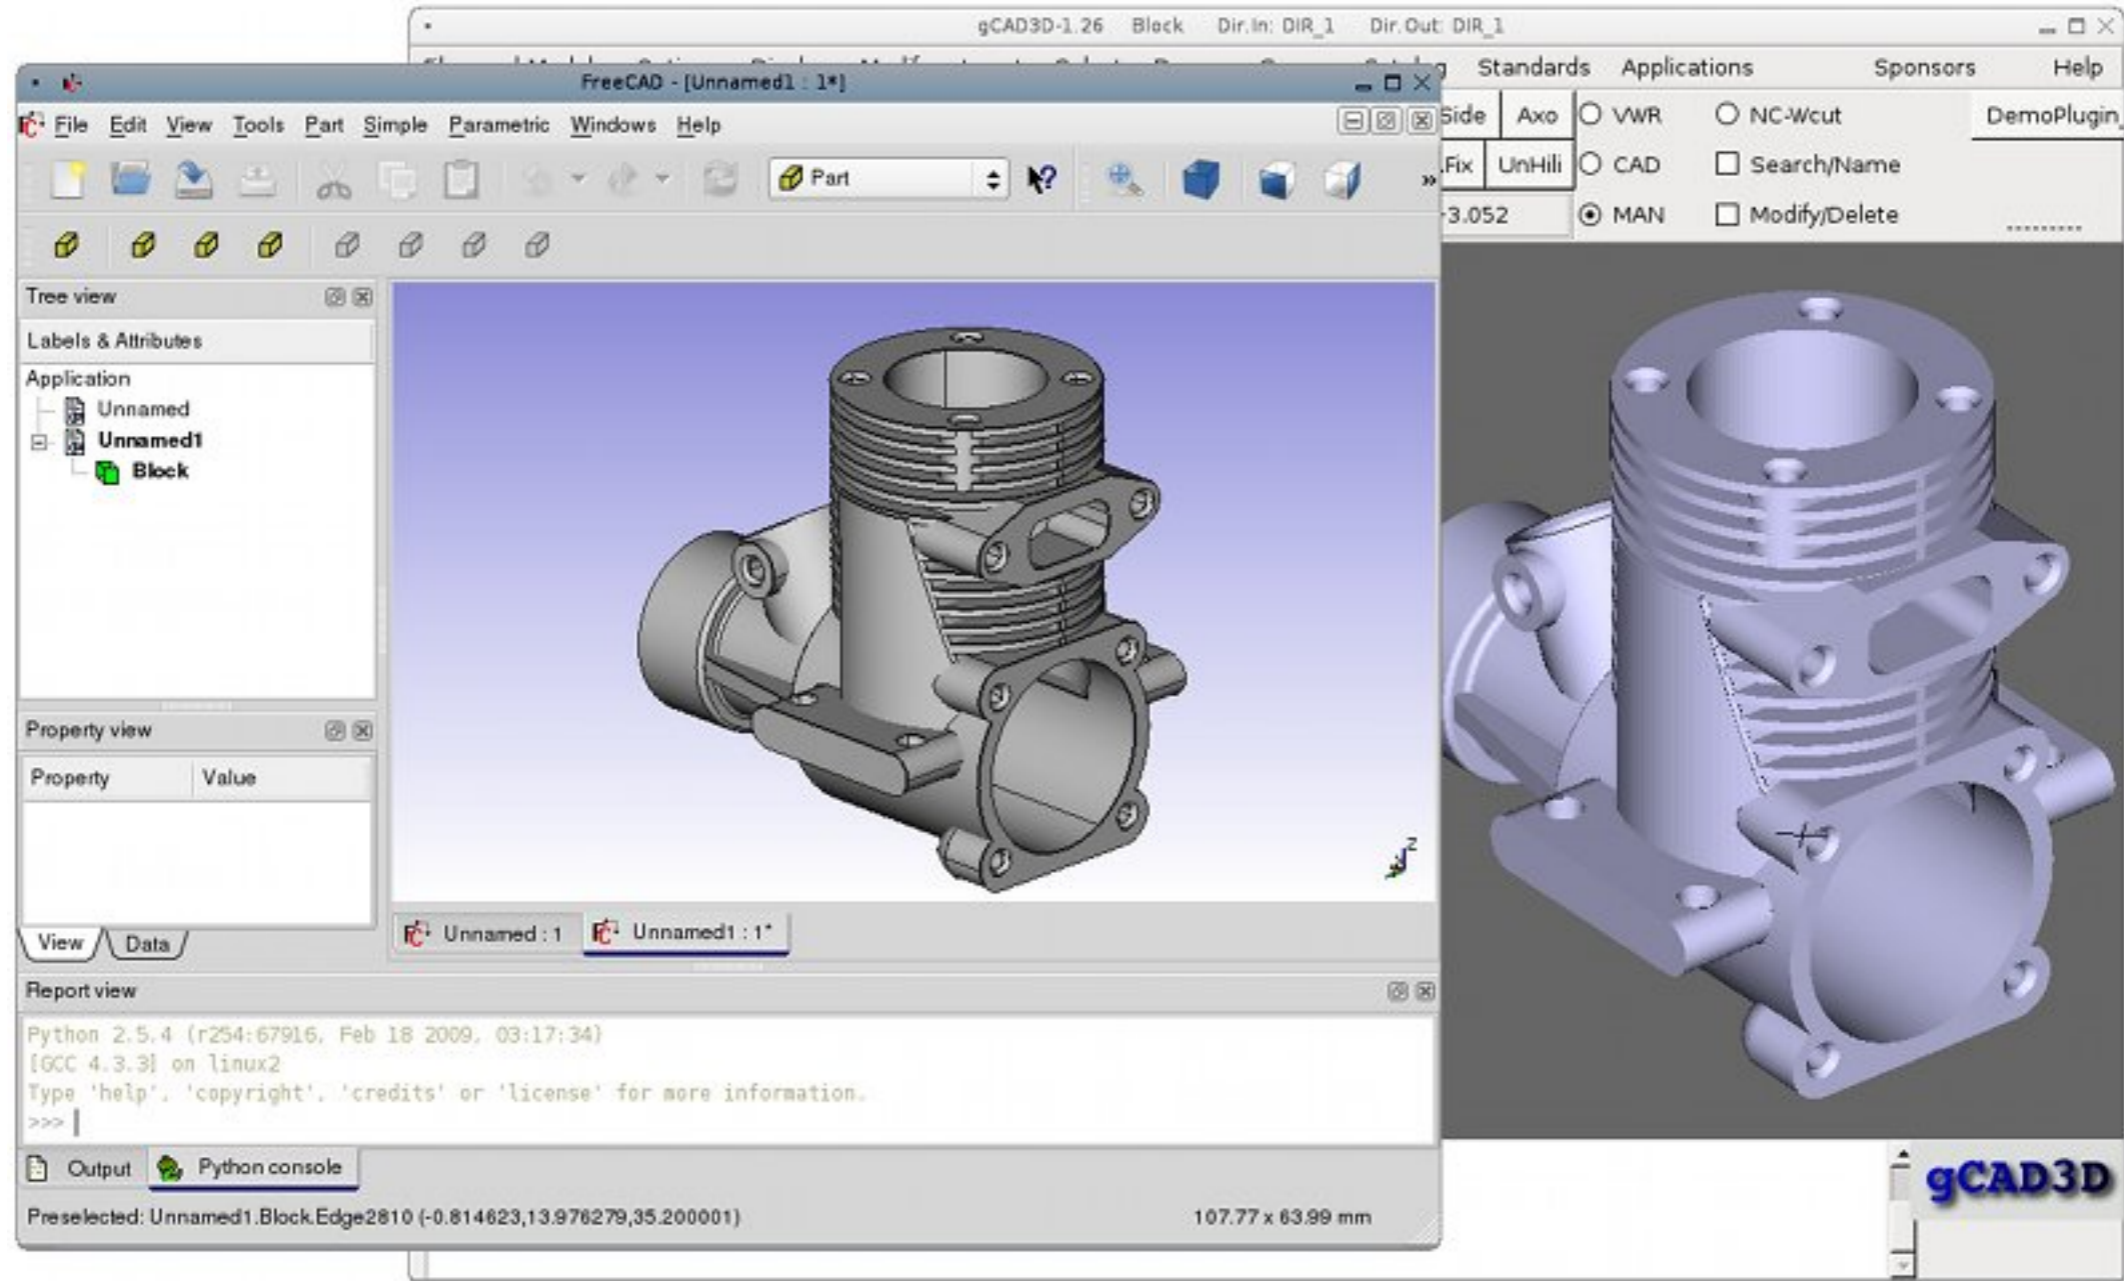 gCAD3D-1.26 Block Dir.In: DIR_1 Dir.Out: DIR_1
Standards Applications Sponsors Help
FreeCAD - [Unnamed1 : 1*]
File Edit View Tools Part Simple Parametric Windows Help
Side Axo VWR NC-Wcut DemoPlugin
Part
Fix UnHili CAD Search/Name
3.052 MAN Modify/Delete
Tree view
Labels & Attributes
Application
Unnamed
Unnamed1
Block
Property view
Property Value
Z
View Data
Unnamed : 1 Unnamed1 : 1*
Report view
Python 2.5.4 (r254:67916, Feb 18 2009, 03:17:34)
[GCC 4.3.3] on linux2
Type 'help', 'copyright', 'credits' or 'license' for more information.
>>>
Output Python console
gCAD3D
Preselected: Unnamed1.Block.Edge2810 (-0.814623,13.976279,35.200001) 107.77 x 63.99 mm